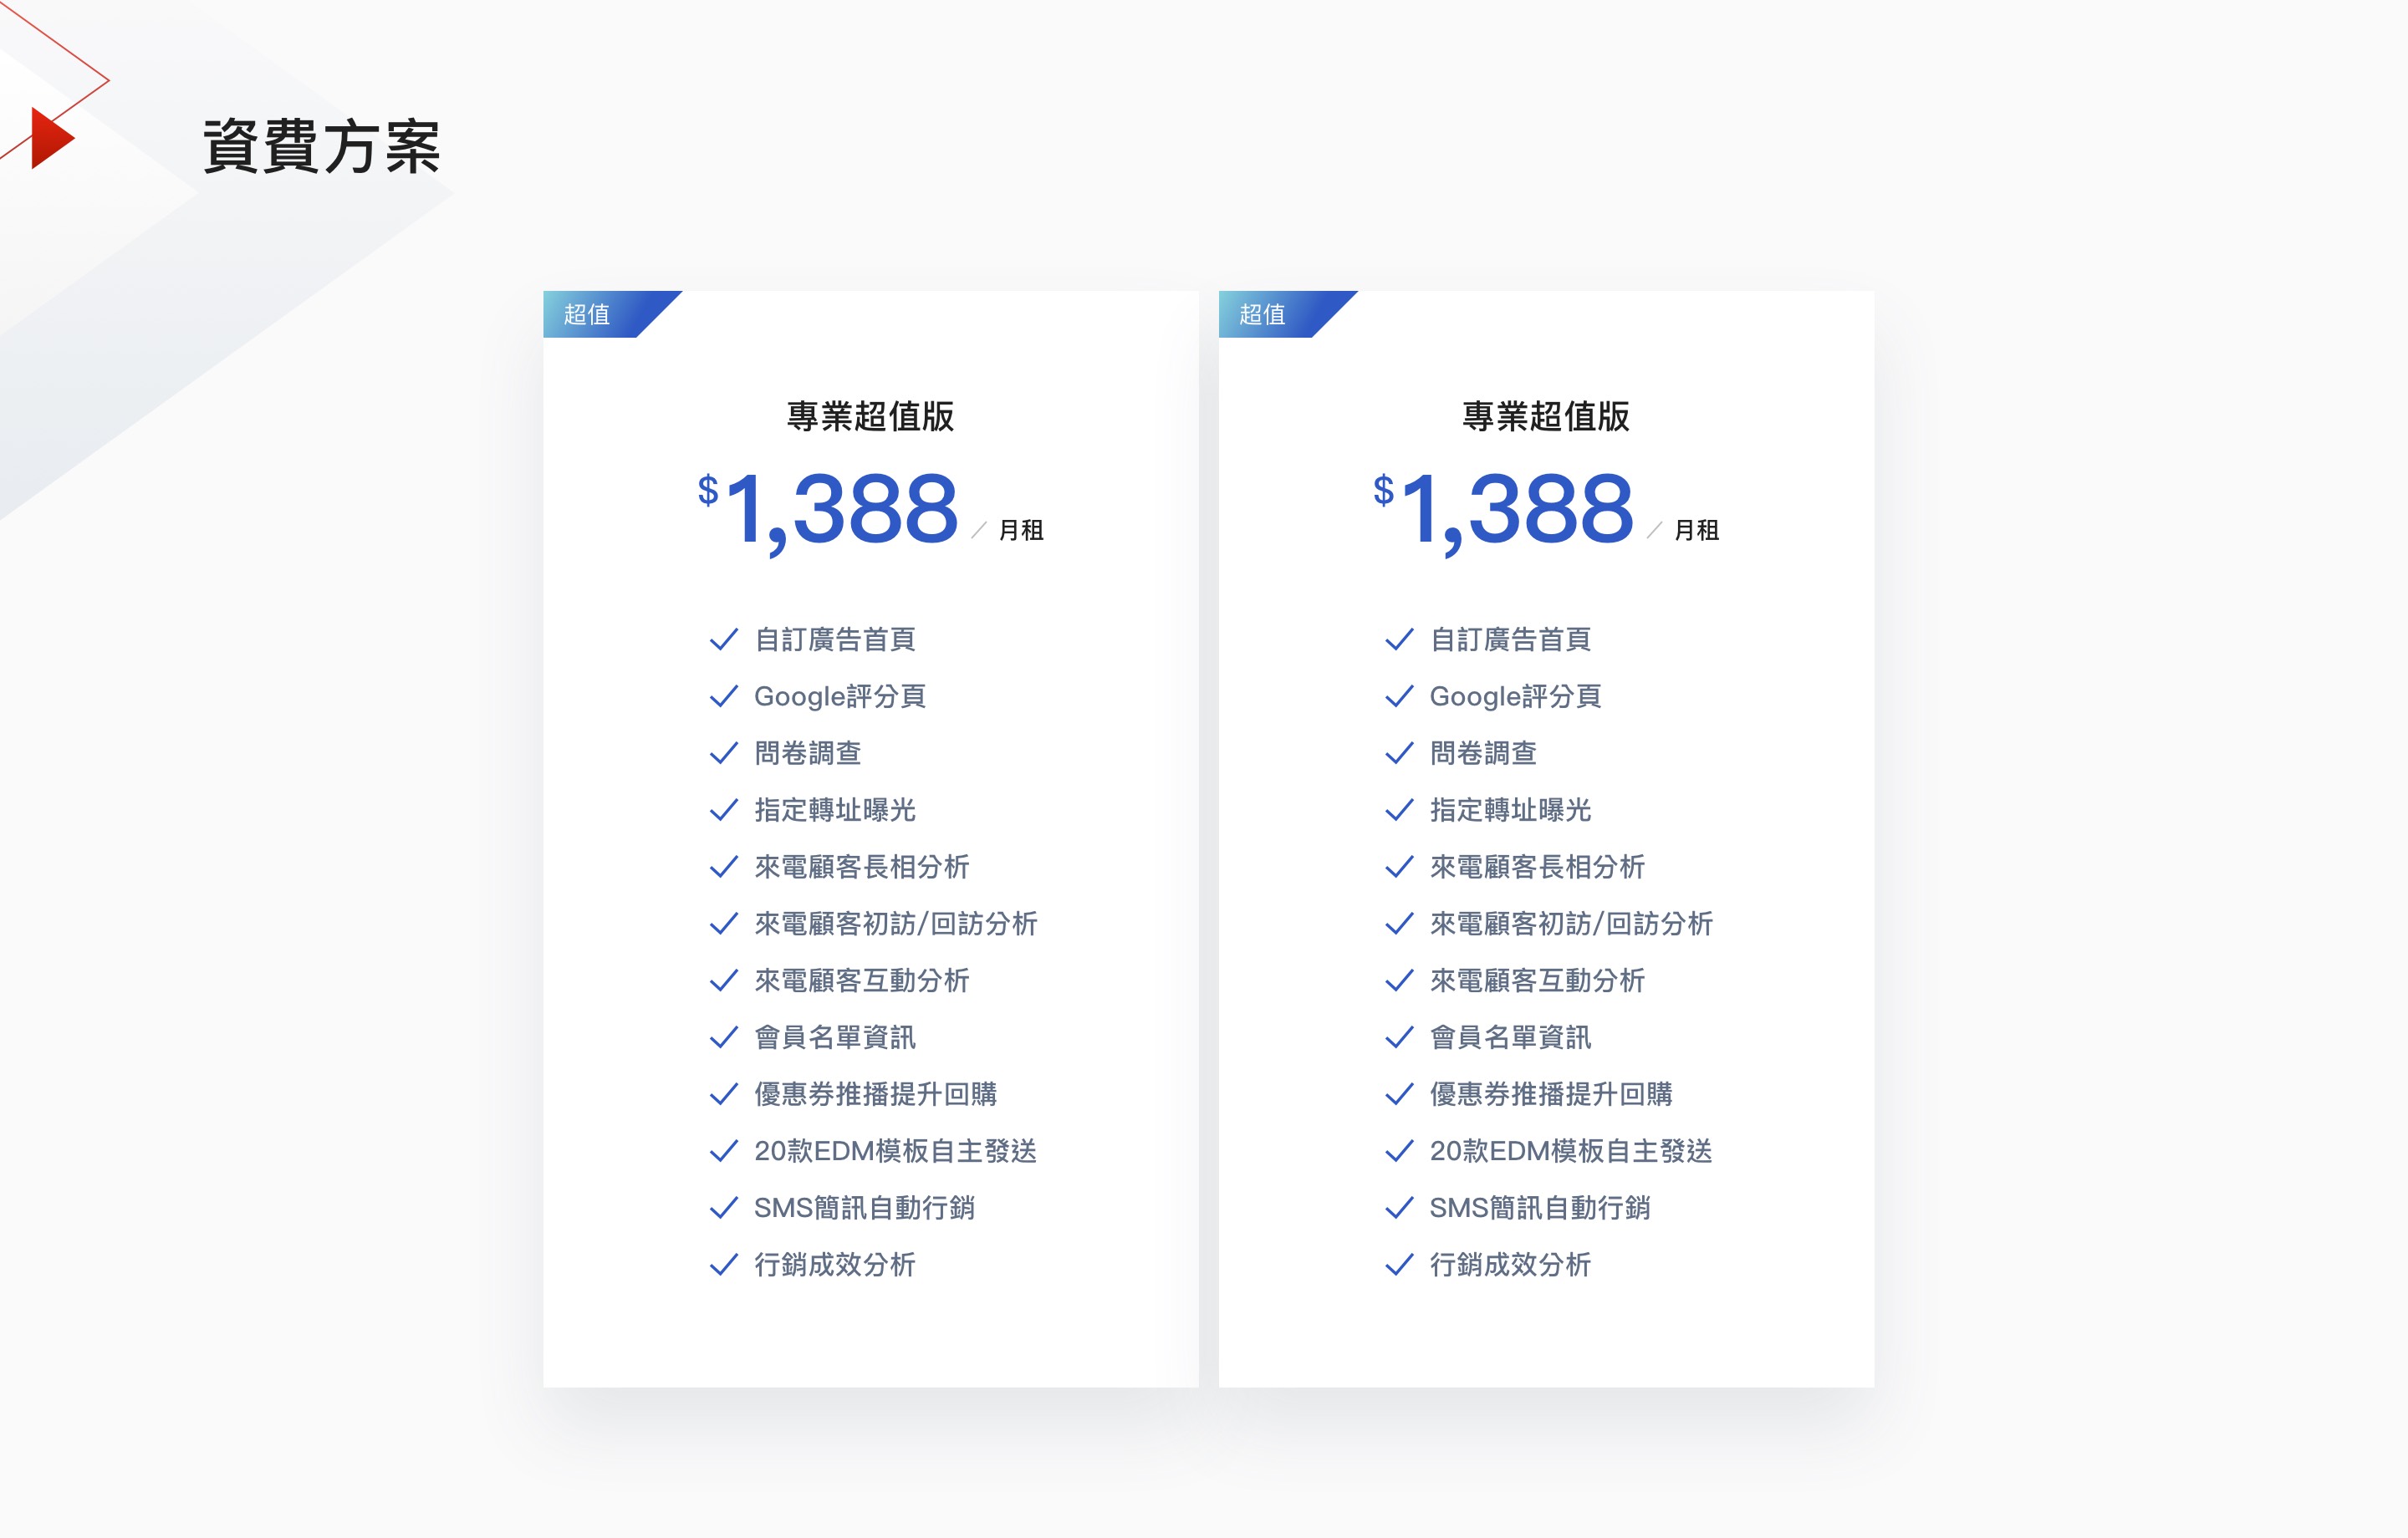 資費方案
超值
專業超值版
$1,388 / 月租
自訂廣告首頁
Google評分頁
問卷調查
指定轉址曝光
來電顧客長相分析
來電顧客初訪/回訪分析
來電顧客互動分析
會員名單資訊
優惠券推播提升回購
20款EDM模板自主發送
SMS簡訊自動行銷
行銷成效分析
超值
專業超值版
$1,388 / 月租
自訂廣告首頁
Google評分頁
問卷調查
指定轉址曝光
來電顧客長相分析
來電顧客初訪/回訪分析
來電顧客互動分析
會員名單資訊
優惠券推播提升回購
20款EDM模板自主發送
SMS簡訊自動行銷
行銷成效分析